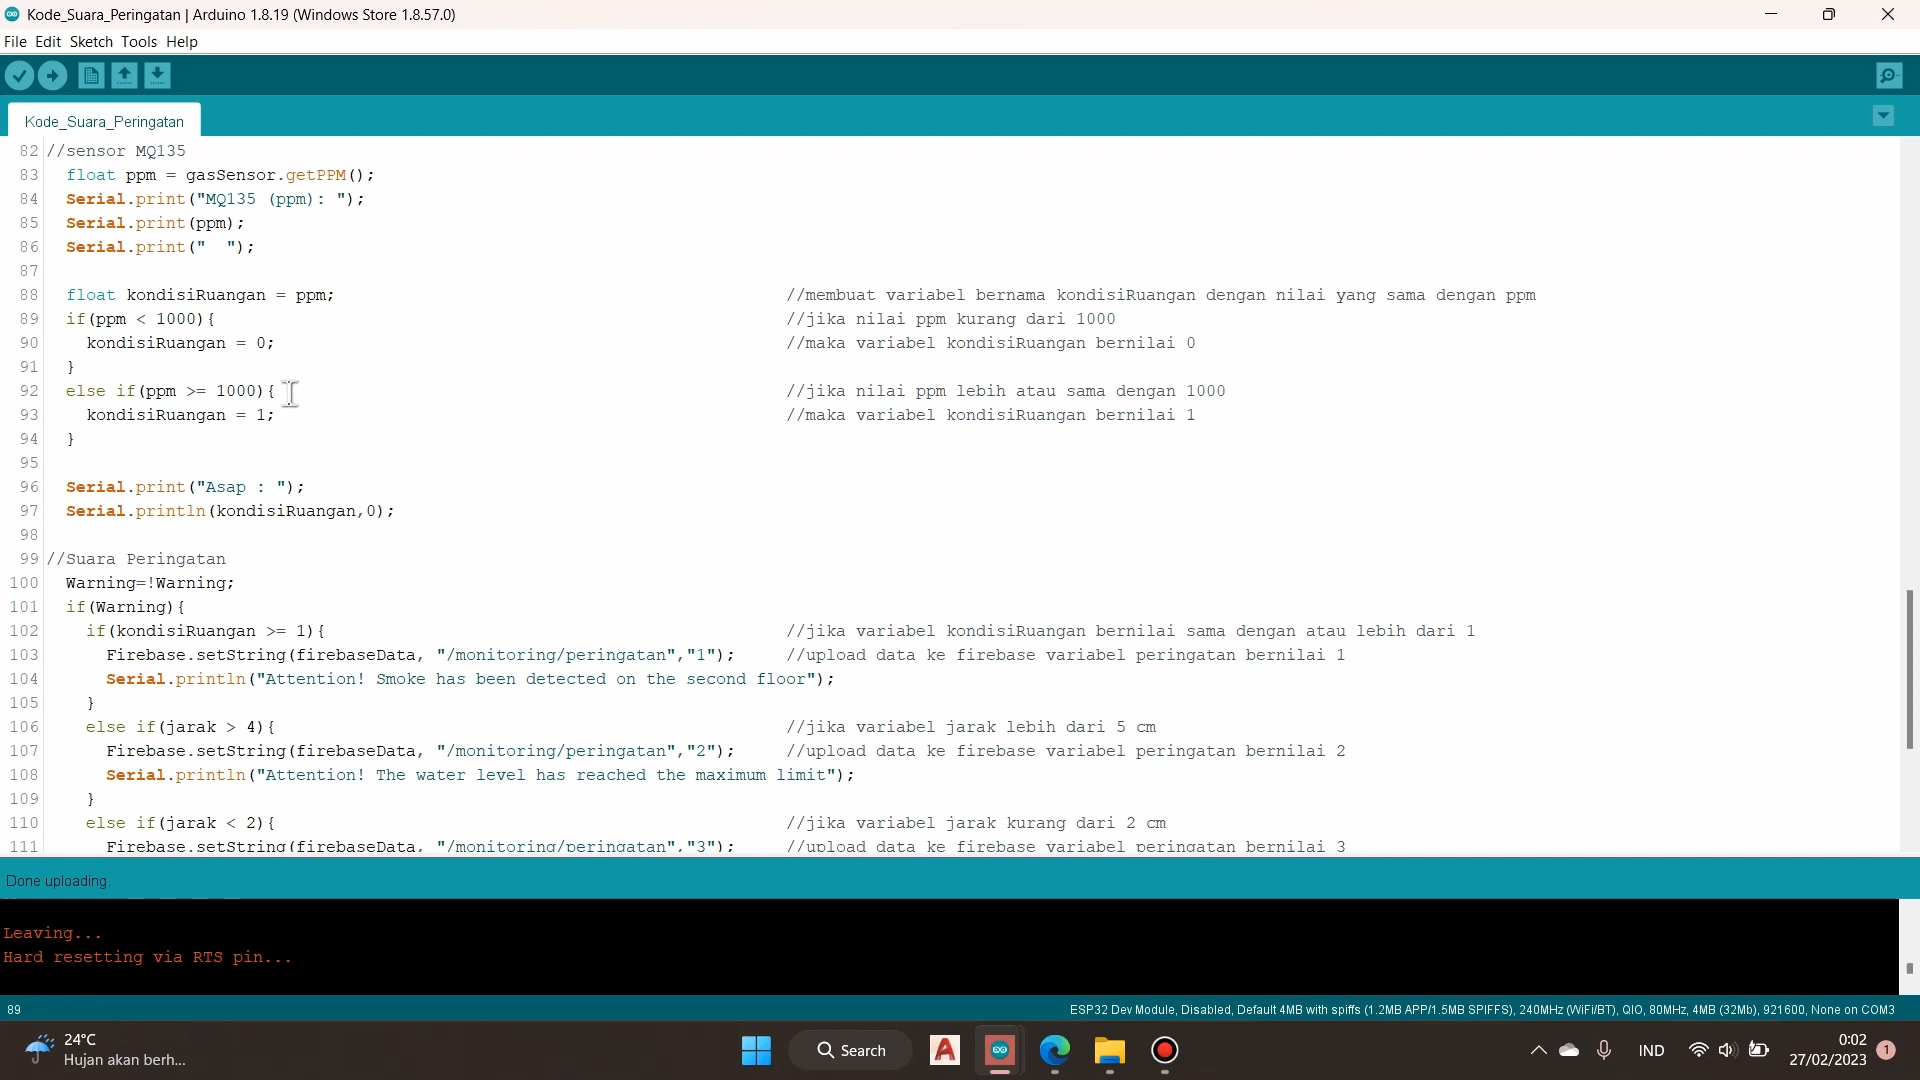 Kode_Suara_Peringatan | Arduino 1.8.19 (Windows Store 1.8.57.0)
File Edit Sketch Tools Help
Kode_Suara_Peringatan
82 //sensor MQ135
83 float ppm = gasSensor.getPPM();
84 Serial.print("MQ135 (ppm): ");
85 Serial.print(ppm);
86 Serial.print("  ");
87
88 float kondisiRuangan = ppm; //membuat variabel bernama kondisiRuangan dengan nilai yang sama dengan ppm
89 if(ppm < 1000){ //jika nilai ppm kurang dari 1000
90 kondisiRuangan = 0; //maka variabel kondisiRuangan bernilai 0
91 }
92 else if(ppm >= 1000){ //jika nilai ppm lebih atau sama dengan 1000
93 kondisiRuangan = 1; //maka variabel kondisiRuangan bernilai 1
94 }
95
96 Serial.print("Asap : ");
97 Serial.println(kondisiRuangan,0);
98
99 //Suara Peringatan
100 Warning=!Warning;
101 if(Warning){
102 if(kondisiRuangan >= 1){ //jika variabel kondisiRuangan bernilai sama dengan atau lebih dari 1
103 Firebase.setString(firebaseData, "/monitoring/peringatan","1"); //upload data ke firebase variabel peringatan bernilai 1
104 Serial.println("Attention! Smoke has been detected on the second floor");
105 }
106 else if(jarak > 4){ //jika variabel jarak lebih dari 5 cm
107 Firebase.setString(firebaseData, "/monitoring/peringatan","2"); //upload data ke firebase variabel peringatan bernilai 2
108 Serial.println("Attention! The water level has reached the maximum limit");
109 }
110 else if(jarak < 2){ //jika variabel jarak kurang dari 2 cm
111 Firebase.setString(firebaseData, "/monitoring/peringatan","3"); //upload data ke firebase variabel peringatan bernilai 3
Done uploading.
Leaving...
Hard resetting via RTS pin...
89 ESP32 Dev Module, Disabled, Default 4MB with spiffs (1.2MB APP/1.5MB SPIFFS), 240MHz (WiFi/BT), QIO, 80MHz, 4MB (32Mb), 921600, None on COM3
24°C
Hujan akan berh...
Search
IND
0:02
27/02/2023
1